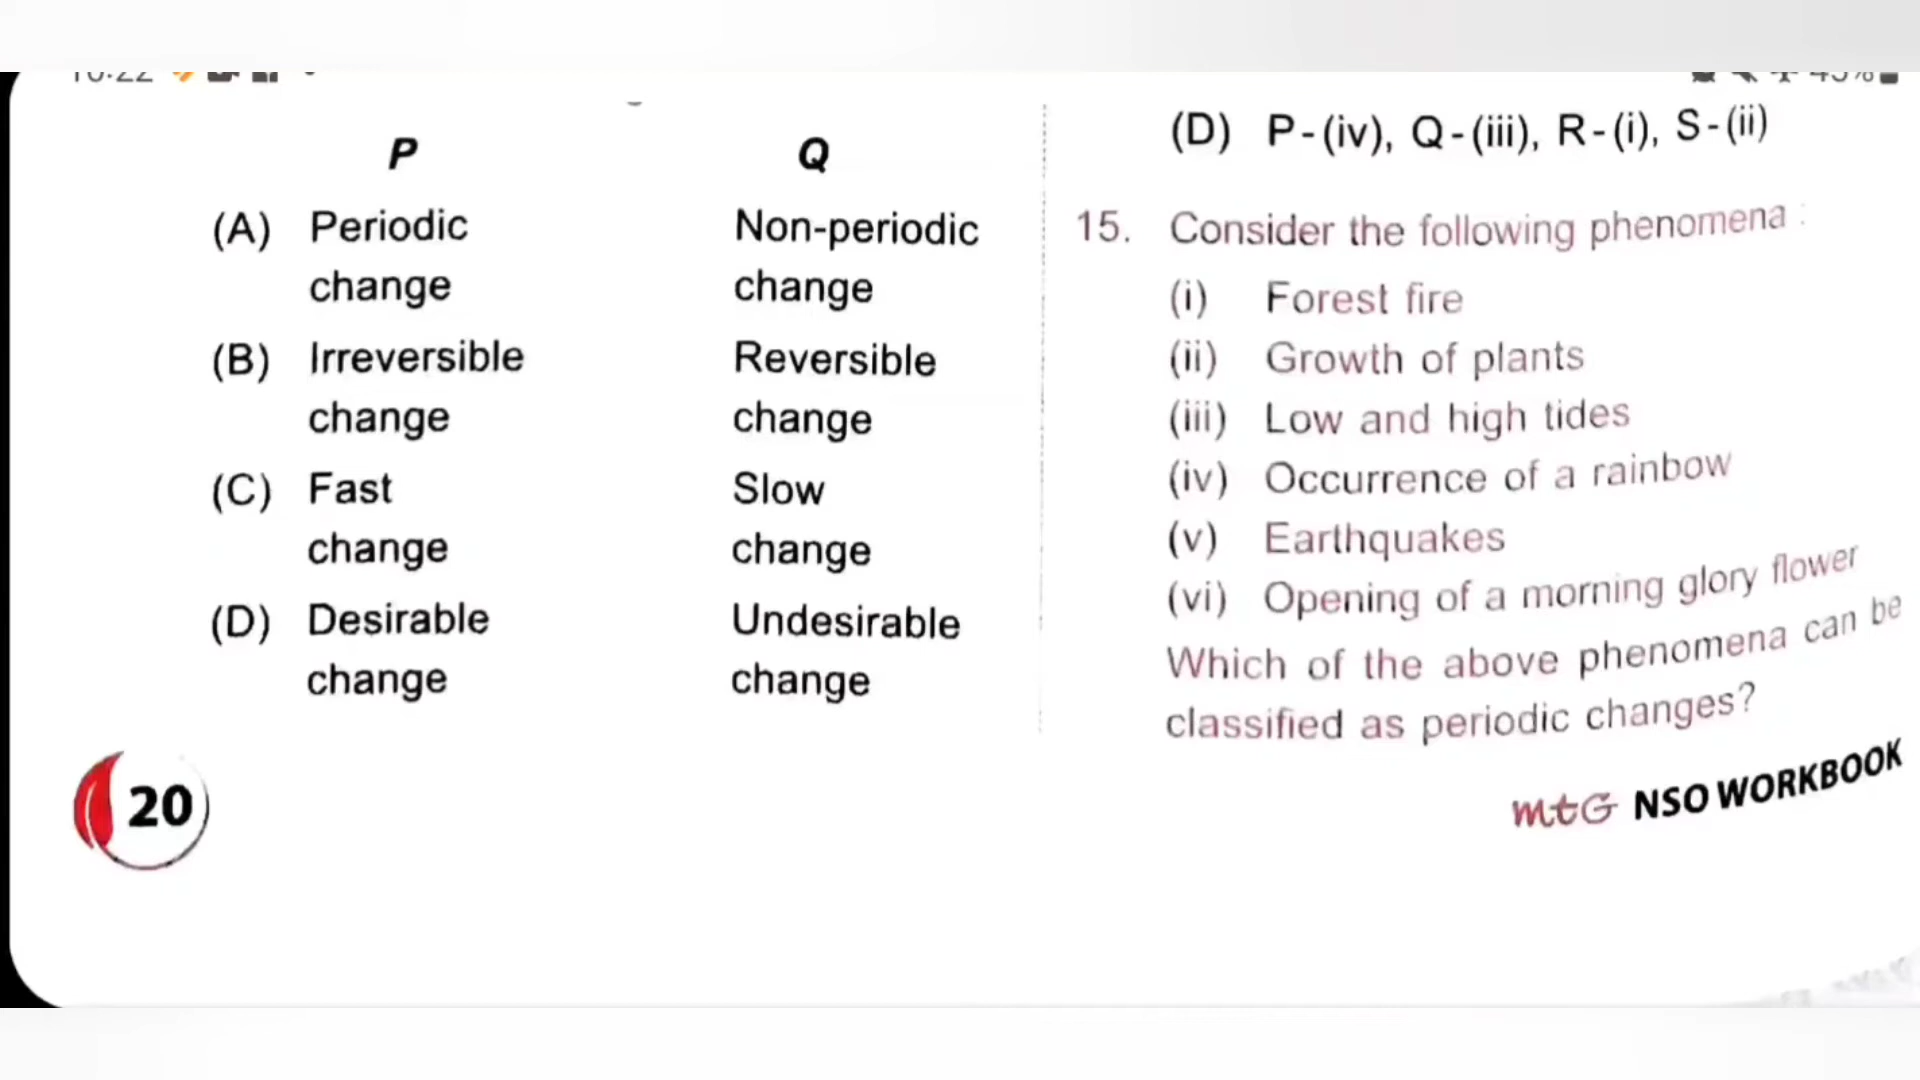 P Q
(A) Periodic Non-periodic
change change
(B) Irreversible Reversible
change change
(C) Fast Slow
change change
(D) Desirable Undesirable
change change
20
(D) P-(iv), Q-(iii), R-(i), S-(ii)
15. Consider the following phenomena :
(i) Forest fire
(ii) Growth of plants
(iii) Low and high tides
(iv) Occurrence of a rainbow
(v) Earthquakes
(vi) Opening of a morning glory flower
Which of the above phenomena can be
classified as periodic changes?
mtG NSO WORKBOOK